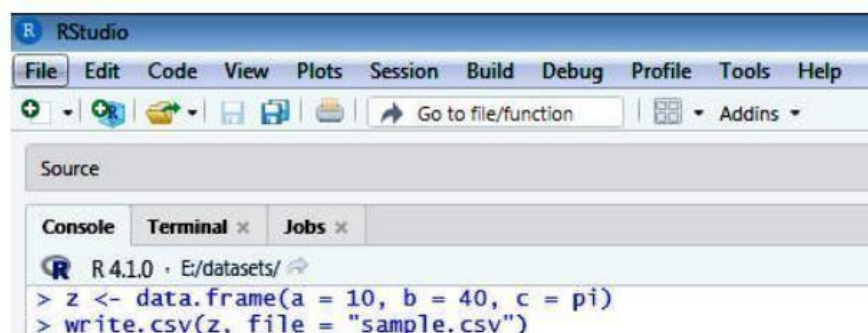 R RStudio
File Edit Code View Plots Session Build Debug Profile Tools Help
R Go to file/function Addins
Source
Console Terminal × Jobs ×
R R 4.1.0 · E:/datasets/
> z <- data.frame(a = 10, b = 40, c = pi)
> write.csv(z, file = "sample.csv")